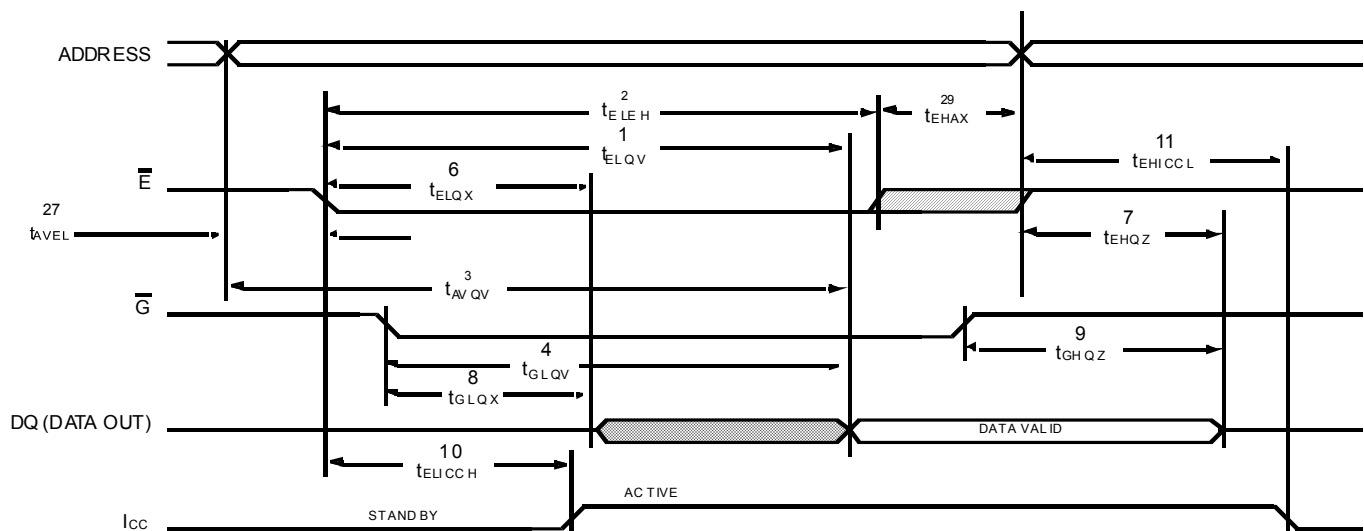 ADDRESS
2
tELEH
29
tEHAX
1
tELQV
11
tEHICCL
E
6
tELQX
27
tAVEL
7
tEHQZ
3
tAVQV
G
9
tGHQZ
4
tGLQV
8
tGLQX
DQ (DATA OUT)
DATA VALID
10
tELICCH
ACTIVE
STANDBY
ICC